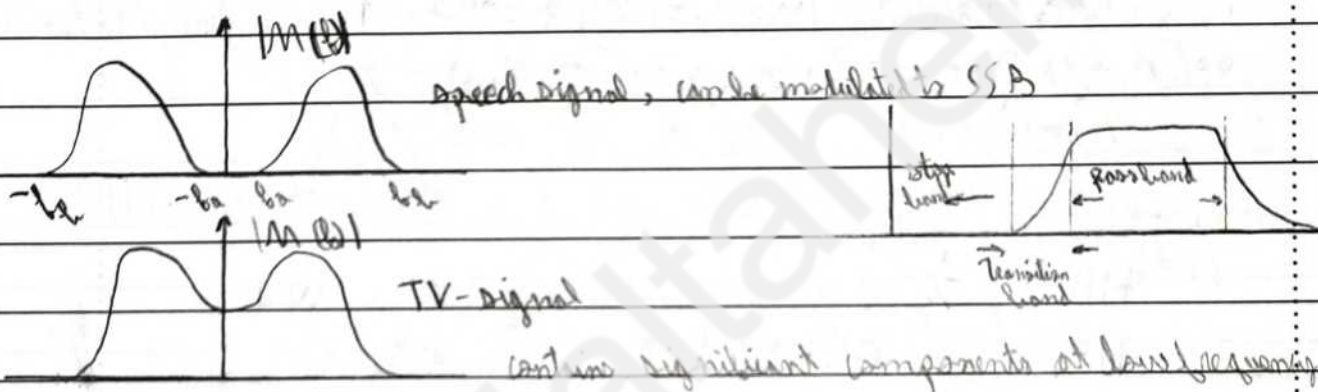 |M(f)|
speech signal, can be modulated to SSB
stop band
passband
-fb -fa fa fb
|M(f)|
Transition band
TV-signal
contains significant components at low frequency